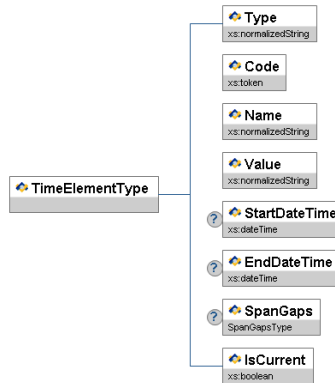 Type
xs:normalizedString
Code
xs:token
Name
xs:normalizedString
Value
xs:normalizedString
TimeElementType
? StartDateTime
xs:dateTime
? EndDateTime
xs:dateTime
? SpanGaps
SpanGapsType
IsCurrent
xs:boolean